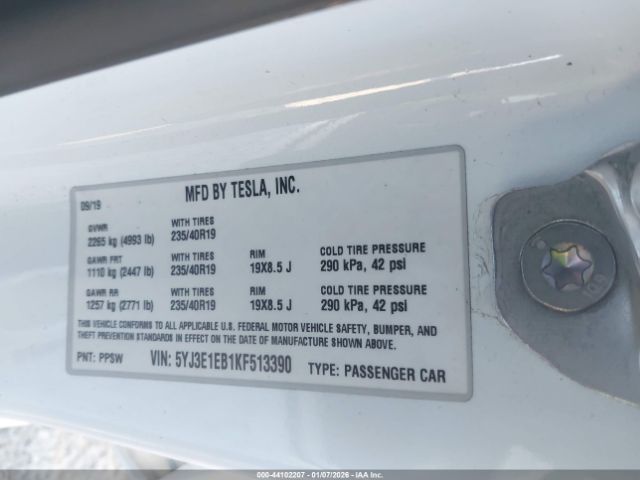 MFD BY TESLA, INC.
09/19
GVWR
2265 kg (4993 lb)
WITH TIRES
235/40R19
GAWR FRT
1110 kg (2447 lb)
WITH TIRES
235/40R19
RIM
19X8.5 J
COLD TIRE PRESSURE
290 kPa, 42 psi
GAWR RR
1257 kg (2771 lb)
WITH TIRES
235/40R19
RIM
19X8.5 J
COLD TIRE PRESSURE
290 kPa, 42 psi
THIS VEHICLE CONFORMS TO ALL APPLICABLE U.S. FEDERAL MOTOR VEHICLE SAFETY, BUMPER, AND
THEFT PREVENTION STANDARDS IN EFFECT ON THE DATE OF MANUFACTURE SHOWN ABOVE.
PNT: PPSW
VIN: 5YJ3E1EB1KF513390
TYPE: PASSENGER CAR
000-44102207 - 01/07/2026 - IAA Inc.